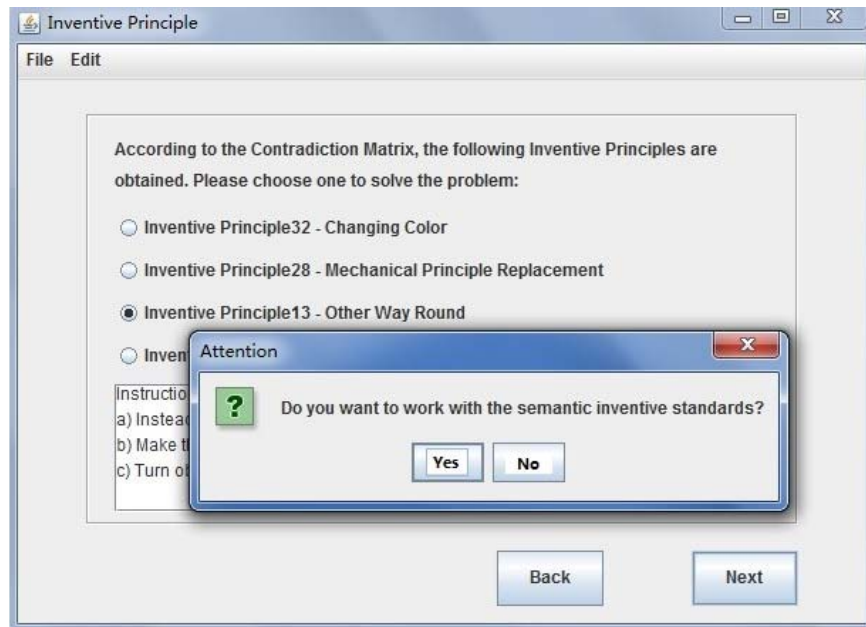 Inventive Principle
File Edit
According to the Contradiction Matrix, the following Inventive Principles are
obtained. Please choose one to solve the problem:
Inventive Principle32 - Changing Color
Inventive Principle28 - Mechanical Principle Replacement
Inventive Principle13 - Other Way Round
Attention
Do you want to work with the semantic inventive standards?
Yes No
a)
b) Make
c) Turn
Back Next